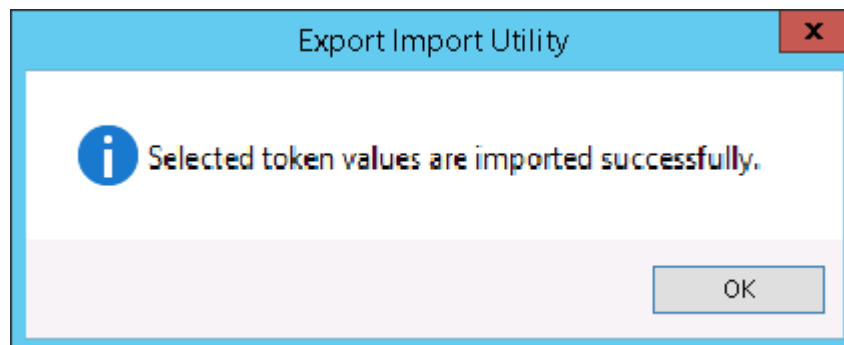 Export Import Utility
x
Selected token values are imported successfully.
OK